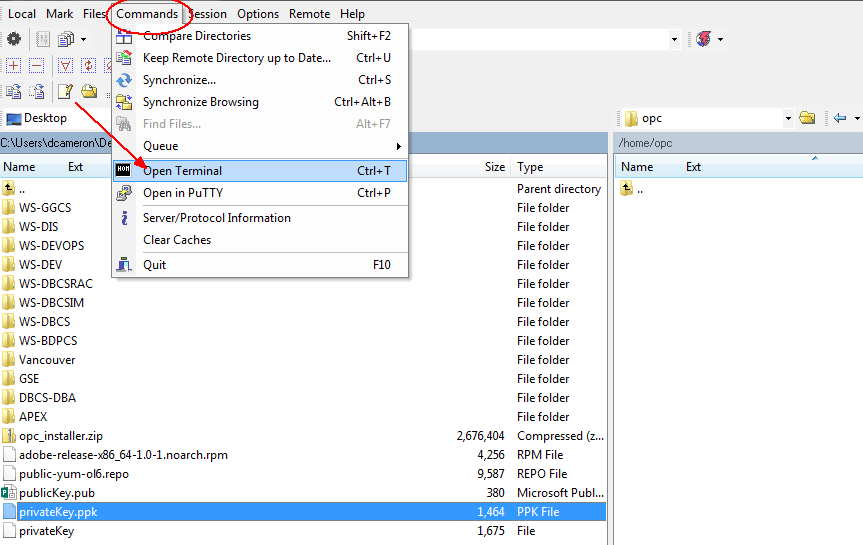 Local Mark Files Commands Session Options Remote Help
Compare Directories Shift+F2
Keep Remote Directory up to Date... Ctrl+U
Synchronize... Ctrl+S
Synchronize Browsing Ctrl+Alt+B
Find Files... Alt+F7
Queue
Open Terminal Ctrl+T
Open in PuTTY Ctrl+P
Server/Protocol Information
Clear Caches
Quit F10
Desktop
C:\Users\dcameron\De
Name Ext Size Type
.. Parent directory
WS-GGCS File folder
WS-DIS File folder
WS-DEVOPS File folder
WS-DEV File folder
WS-DBCSRAC File folder
WS-DBCSIM File folder
WS-DBCS File folder
WS-BDPCS File folder
Vancouver File folder
GSE File folder
DBCS-DBA File folder
APEX File folder
opc_installer.zip 2,676,404 Compressed (z...
adobe-release-x86_64-1.0-1.noarch.rpm 4,256 RPM File
public-yum-ol6.repo 9,587 REPO File
publicKey.pub 380 Microsoft Publ...
privateKey.ppk 1,464 PPK File
privateKey 1,675 File
opc
/home/opc
Name Ext
..